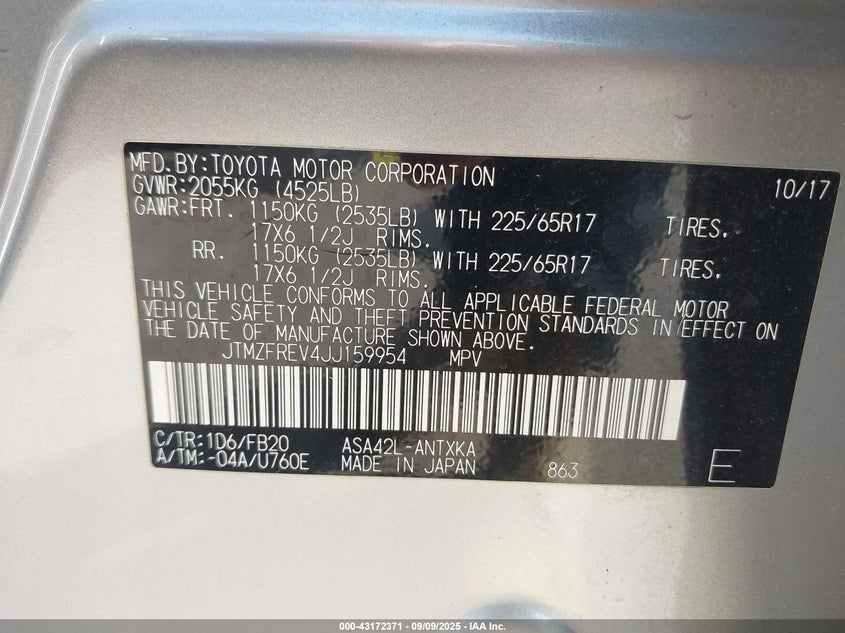 MFD.BY:TOYOTA MOTOR CORPORATION 10/17
GVWR:2055KG (4525LB)
GAWR:FRT. 1150KG (2535LB) WITH 225/65R17 TIRES,
17X6 1/2J RIMS.
RR. 1150KG (2535LB) WITH 225/65R17 TIRES,
17X6 1/2J RIMS.
THIS VEHICLE CONFORMS TO ALL APPLICABLE FEDERAL MOTOR
VEHICLE SAFETY AND THEFT PREVENTION STANDARDS IN EFFECT ON
THE DATE OF MANUFACTURE SHOWN ABOVE.
JTMZFREV4JJ159954 MPV
C/TR:1D6/FB20 ASA42L-ANTXKA
A/TM:-04A/U760E MADE IN JAPAN 863 E
000-43172371 - 09/09/2025 - IAA Inc.